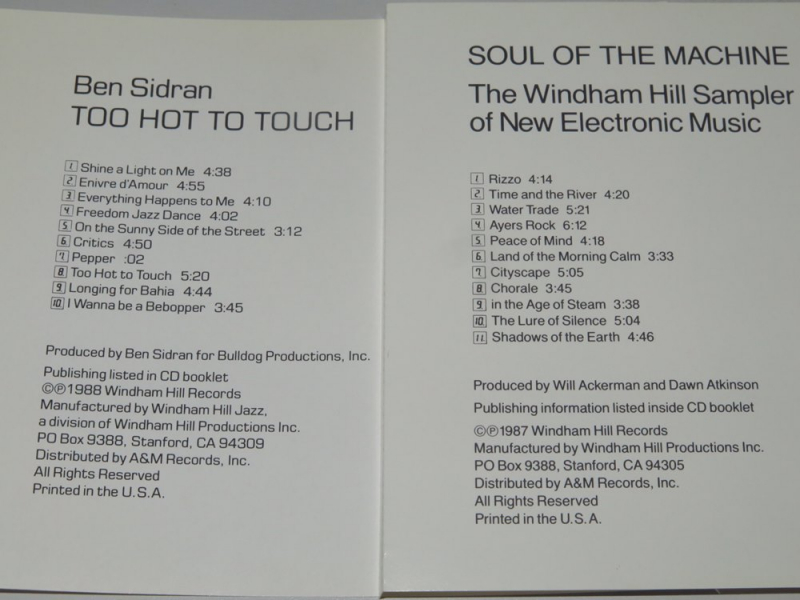 Ben Sidran
TOO HOT TO TOUCH
1. Shine a Light on Me 4:38
2. Enivre d'Amour 4:55
3. Everything Happens to Me 4:10
4. Freedom Jazz Dance 4:02
5. On the Sunny Side of the Street 3:12
6. Critics 4:50
7. Pepper :02
8. Too Hot to Touch 5:20
9. Longing for Bahia 4:44
10. I Wanna be a Bebopper 3:45
Produced by Ben Sidran for Bulldog Productions, Inc.
Publishing listed in CD booklet
©℗1988 Windham Hill Records
Manufactured by Windham Hill Jazz,
a division of Windham Hill Productions Inc.
PO Box 9388, Stanford, CA 94309
Distributed by A&M Records, Inc.
All Rights Reserved
Printed in the U.S.A.
SOUL OF THE MACHINE
The Windham Hill Sampler
of New Electronic Music
1. Rizzo 4:14
2. Time and the River 4:20
3. Water Trade 5:21
4. Ayers Rock 6:12
5. Peace of Mind 4:18
6. Land of the Morning Calm 3:33
7. Cityscape 5:05
8. Chorale 3:45
9. in the Age of Steam 3:38
10. The Lure of Silence 5:04
11. Shadows of the Earth 4:46
Produced by Will Ackerman and Dawn Atkinson
Publishing information listed inside CD booklet
©℗1987 Windham Hill Records
Manufactured by Windham Hill Productions Inc.
PO Box 9388, Stanford, CA 94305
Distributed by A&M Records, Inc.
All Rights Reserved
Printed in the U.S.A.